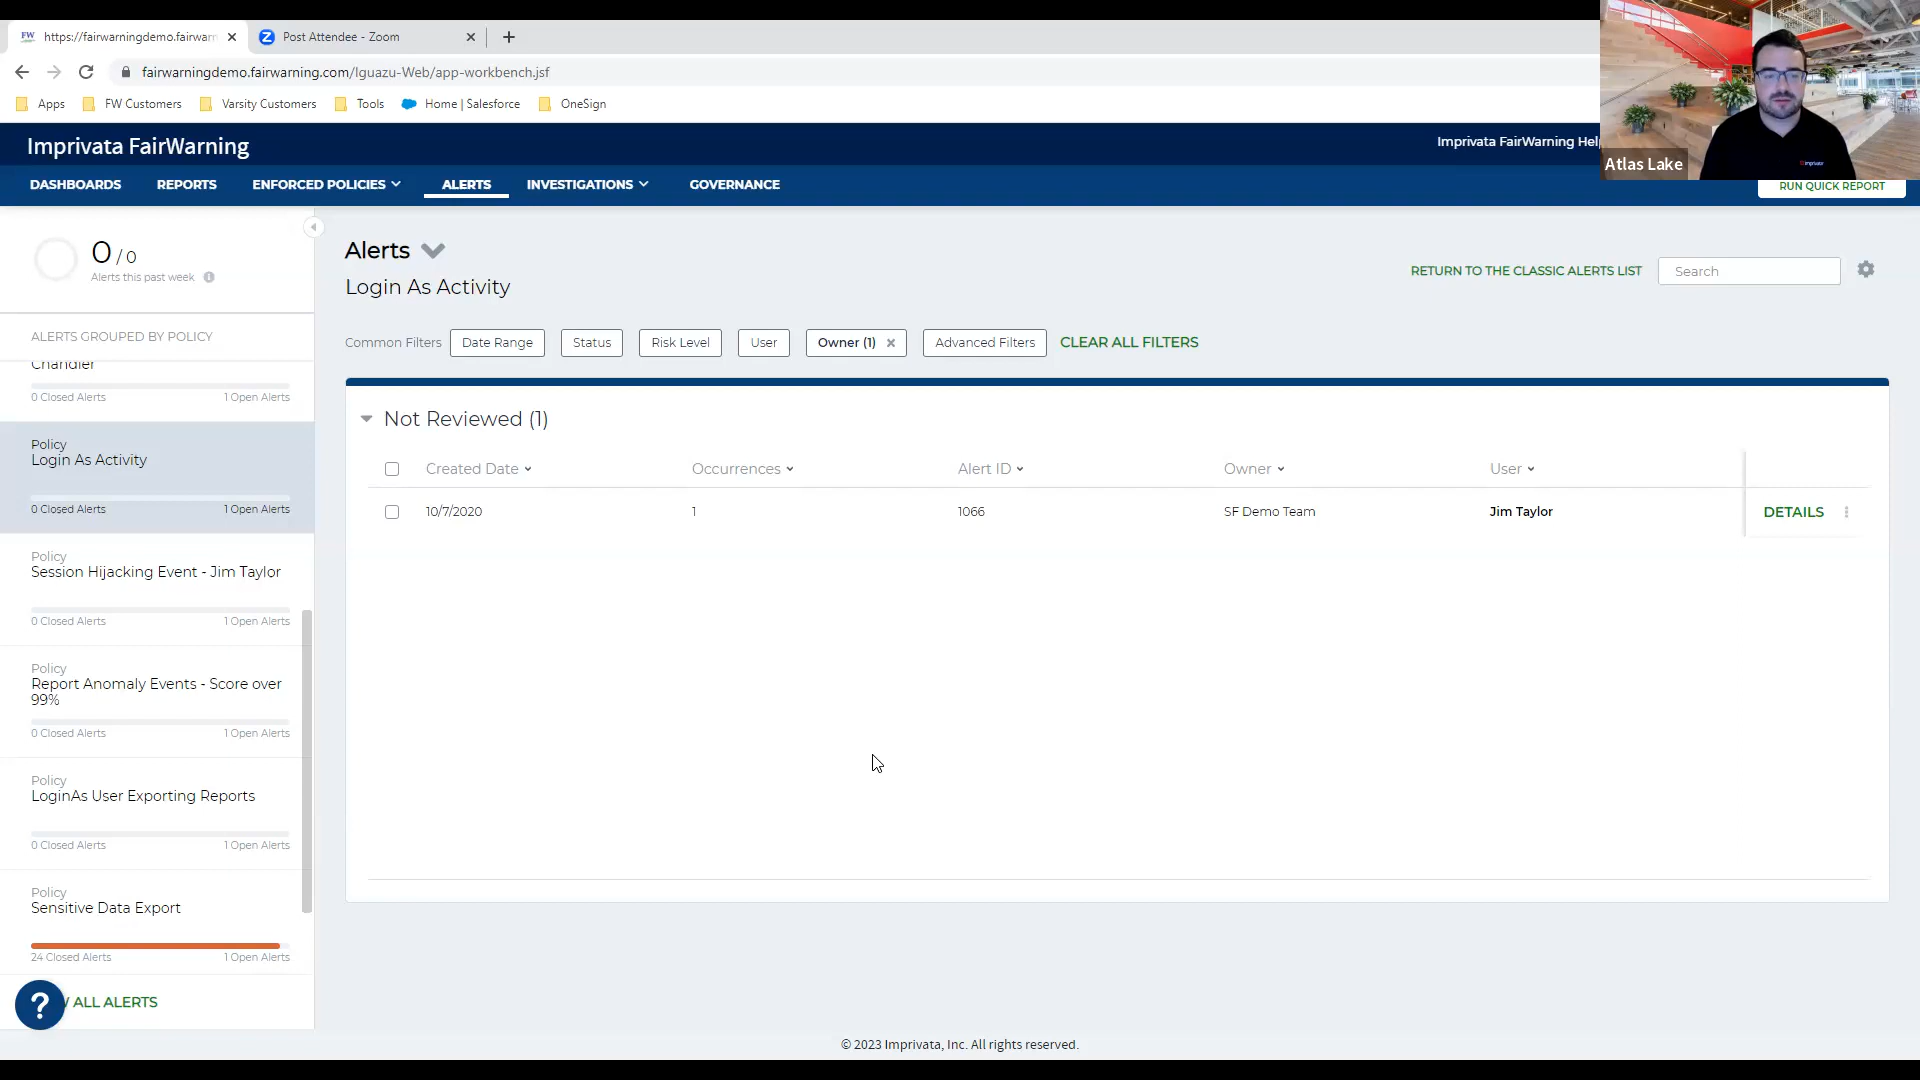 FW https://fairwarningdemo.fairwarn
Post Attendee - Zoom
fairwarningdemo.fairwarning.com/Iguazu-Web/app-workbench.jsf
Apps FW Customers Varsity Customers Tools Home | Salesforce OneSign
Imprivata FairWarning
Imprivata FairWarning Help
Atlas Lake
imprivata
DASHBOARDS REPORTS ENFORCED POLICIES ALERTS INVESTIGATIONS GOVERNANCE
RUN QUICK REPORT
0 / 0
Alerts this past week
ALERTS GROUPED BY POLICY
Chandler
0 Closed Alerts 1 Open Alerts
Policy
Login As Activity
0 Closed Alerts 1 Open Alerts
Policy
Session Hijacking Event - Jim Taylor
0 Closed Alerts 1 Open Alerts
Policy
Report Anomaly Events - Score over
99%
0 Closed Alerts 1 Open Alerts
Policy
LoginAs User Exporting Reports
0 Closed Alerts 1 Open Alerts
Policy
Sensitive Data Export
24 Closed Alerts 1 Open Alerts
? ALL ALERTS
Alerts
Login As Activity
RETURN TO THE CLASSIC ALERTS LIST Search
Common Filters Date Range Status Risk Level User Owner (1) Advanced Filters CLEAR ALL FILTERS
Not Reviewed (1)
Created Date Occurrences Alert ID Owner User
10/7/2020 1 1066 SF Demo Team Jim Taylor DETAILS
© 2023 Imprivata, Inc. All rights reserved.